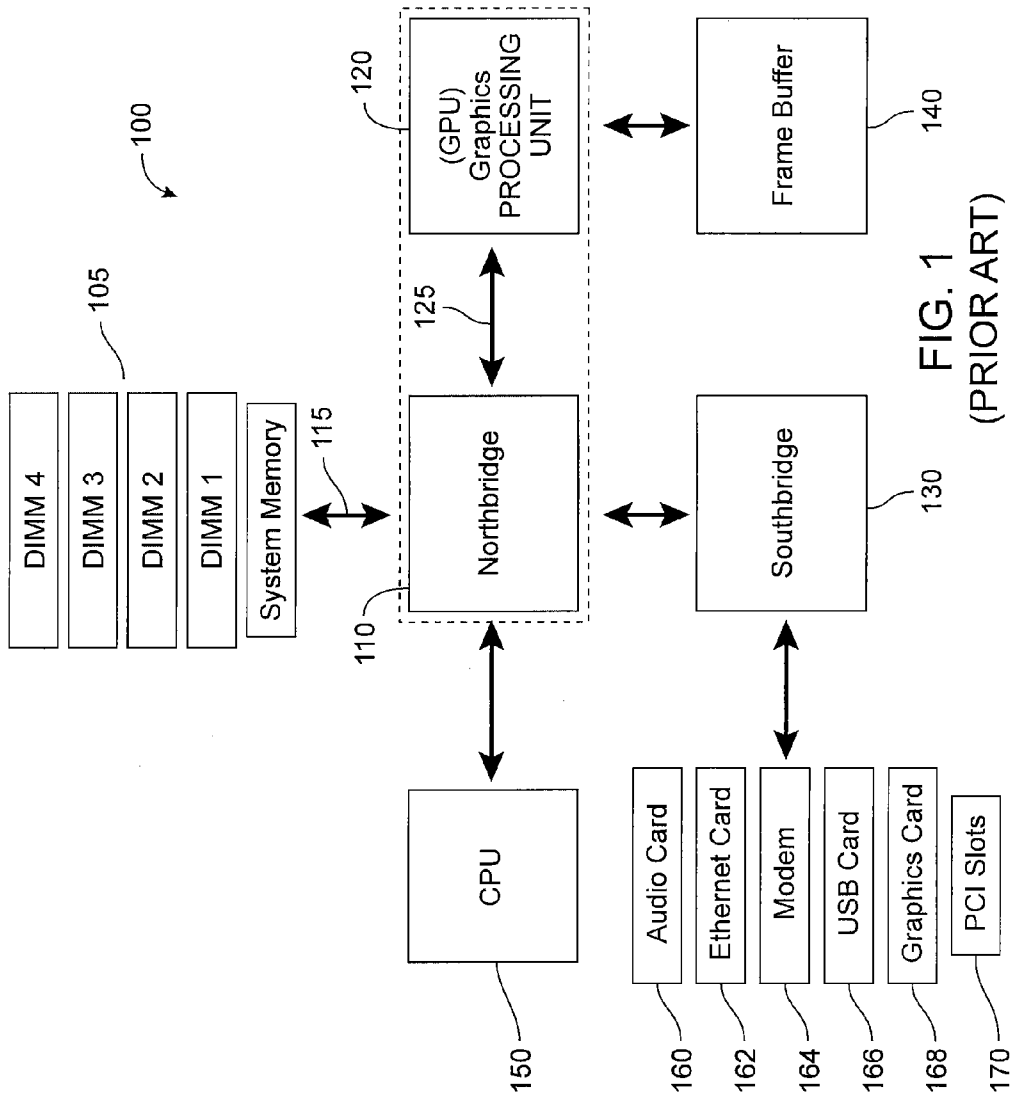 100
105
DIMM 4
DIMM 3
DIMM 2
DIMM 1
System Memory
115
110
Northbridge
125
120
(GPU)
Graphics
PROCESSING
UNIT
CPU
150
Southbridge
130
Frame Buffer
140
160
Audio Card
162
Ethernet Card
164
Modem
166
USB Card
168
Graphics Card
170
PCI Slots
FIG. 1
(PRIOR ART)